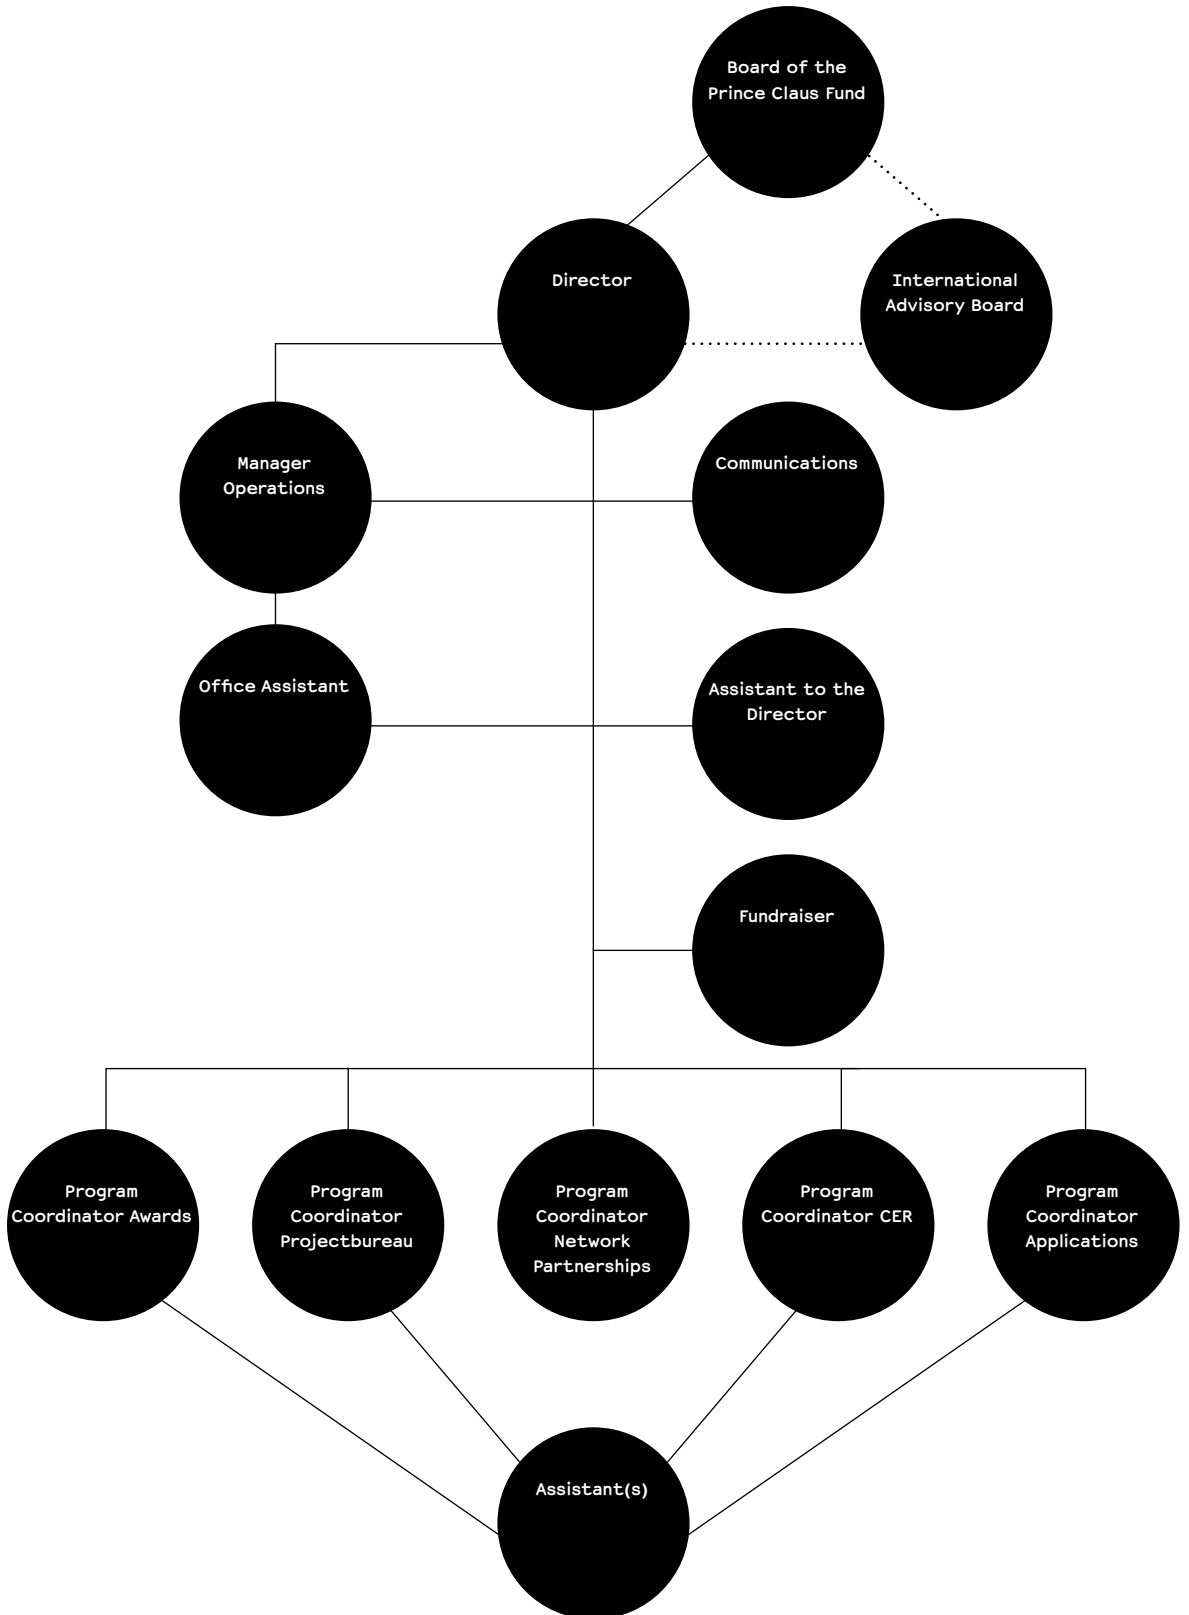 Board of the
Prince Claus Fund
Director
International
Advisory Board
Manager
Operations
Communications
Office Assistant
Assistant to the
Director
Fundraiser
Program
Coordinator Awards
Program
Coordinator
Projectbureau
Program
Coordinator
Network
Partnerships
Program
Coordinator CER
Program
Coordinator
Applications
Assistant(s)